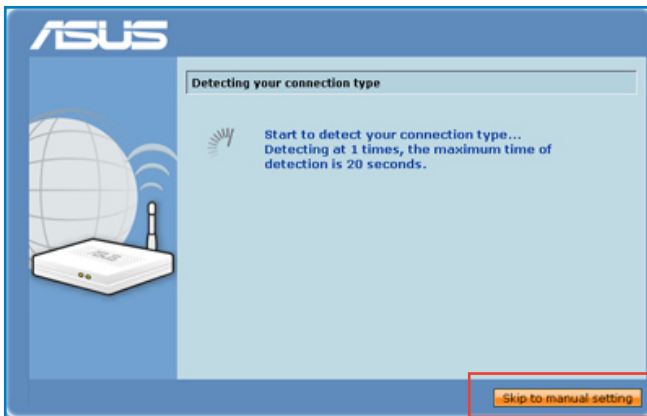 ASUS
Detecting your connection type
Start to detect your connection type...
Detecting at 1 times, the maximum time of
detection is 20 seconds.
ASUS
Skip to manual setting